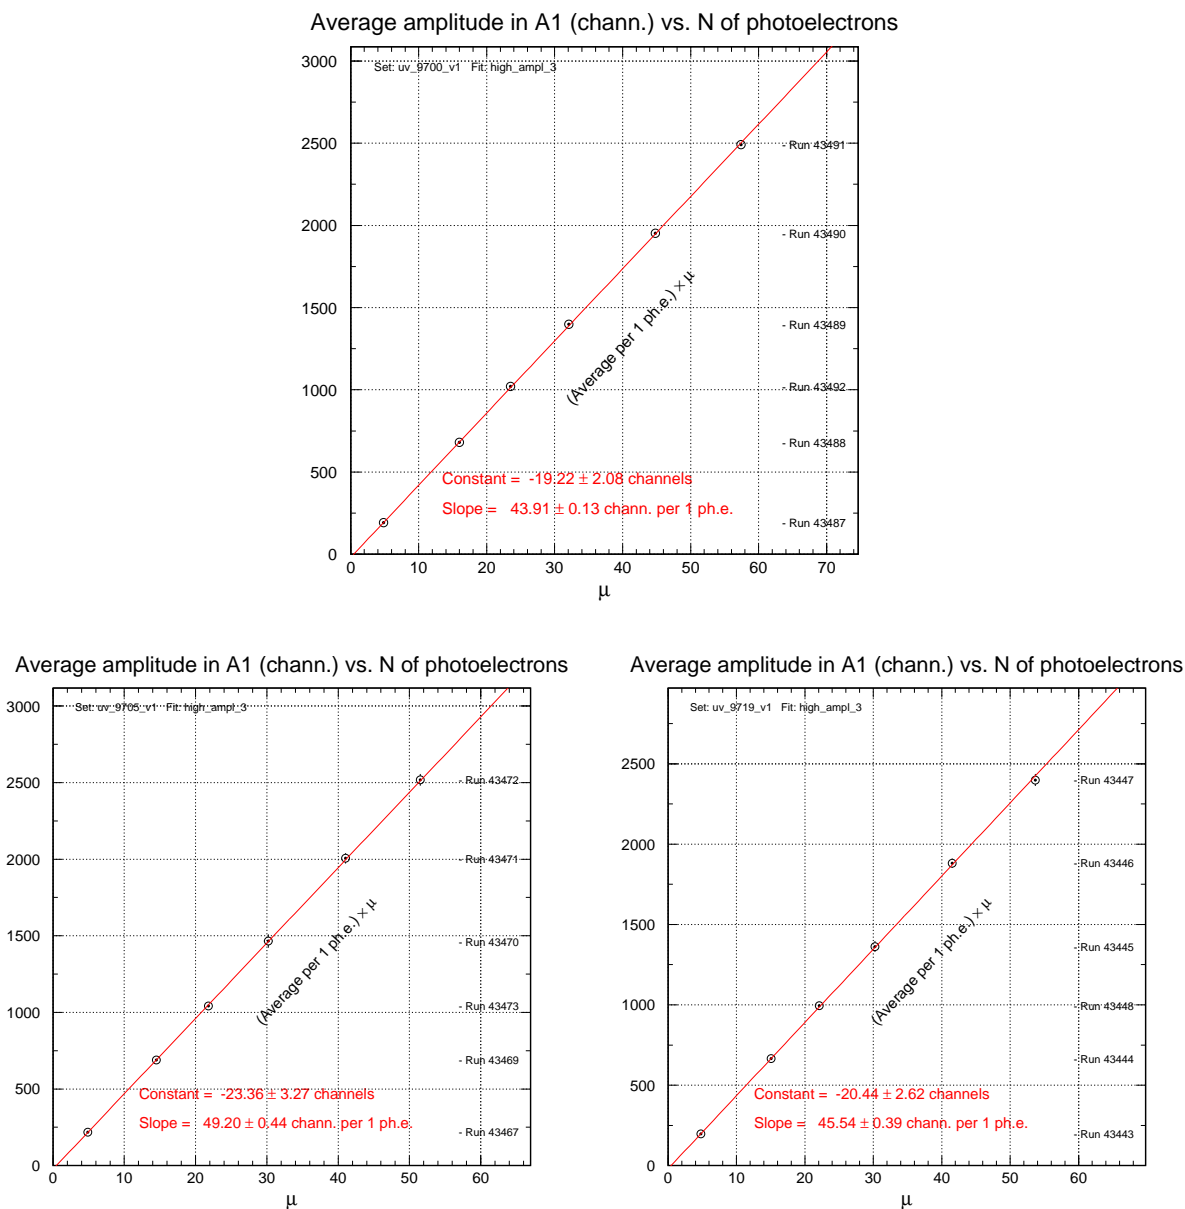 Average amplitude in A1 (chann.) vs. N of photoelectrons
3000
Set: uv_9700_v1 Fit: high_ampl_3
2500
- Run 43491
2000
- Run 43490
(Average per 1 ph.e.) × μ
1500
- Run 43489
1000
- Run 43492
- Run 43488
500
Constant = -19.22 ± 2.08 channels
Slope = 43.91 ± 0.13 chann. per 1 ph.e.
- Run 43487
0
0 10 20 30 40 50 60 70
μ
Average amplitude in A1 (chann.) vs. N of photoelectrons
3000
Set: uv_9705_v1 Fit: high_ampl_3
2500
- Run 43472
2000
- Run 43471
(Average per 1 ph.e.) × μ
1500
- Run 43470
1000
- Run 43473
- Run 43469
500
Constant = -23.36 ± 3.27 channels
Slope = 49.20 ± 0.44 chann. per 1 ph.e.
- Run 43467
0
0 10 20 30 40 50 60
μ
Average amplitude in A1 (chann.) vs. N of photoelectrons
Set: uv_9719_v1 Fit: high_ampl_3
2500
- Run 43447
2000
- Run 43446
(Average per 1 ph.e.) × μ
1500
- Run 43445
1000
- Run 43448
- Run 43444
500
Constant = -20.44 ± 2.62 channels
Slope = 45.54 ± 0.39 chann. per 1 ph.e.
- Run 43443
0
0 10 20 30 40 50 60
μ